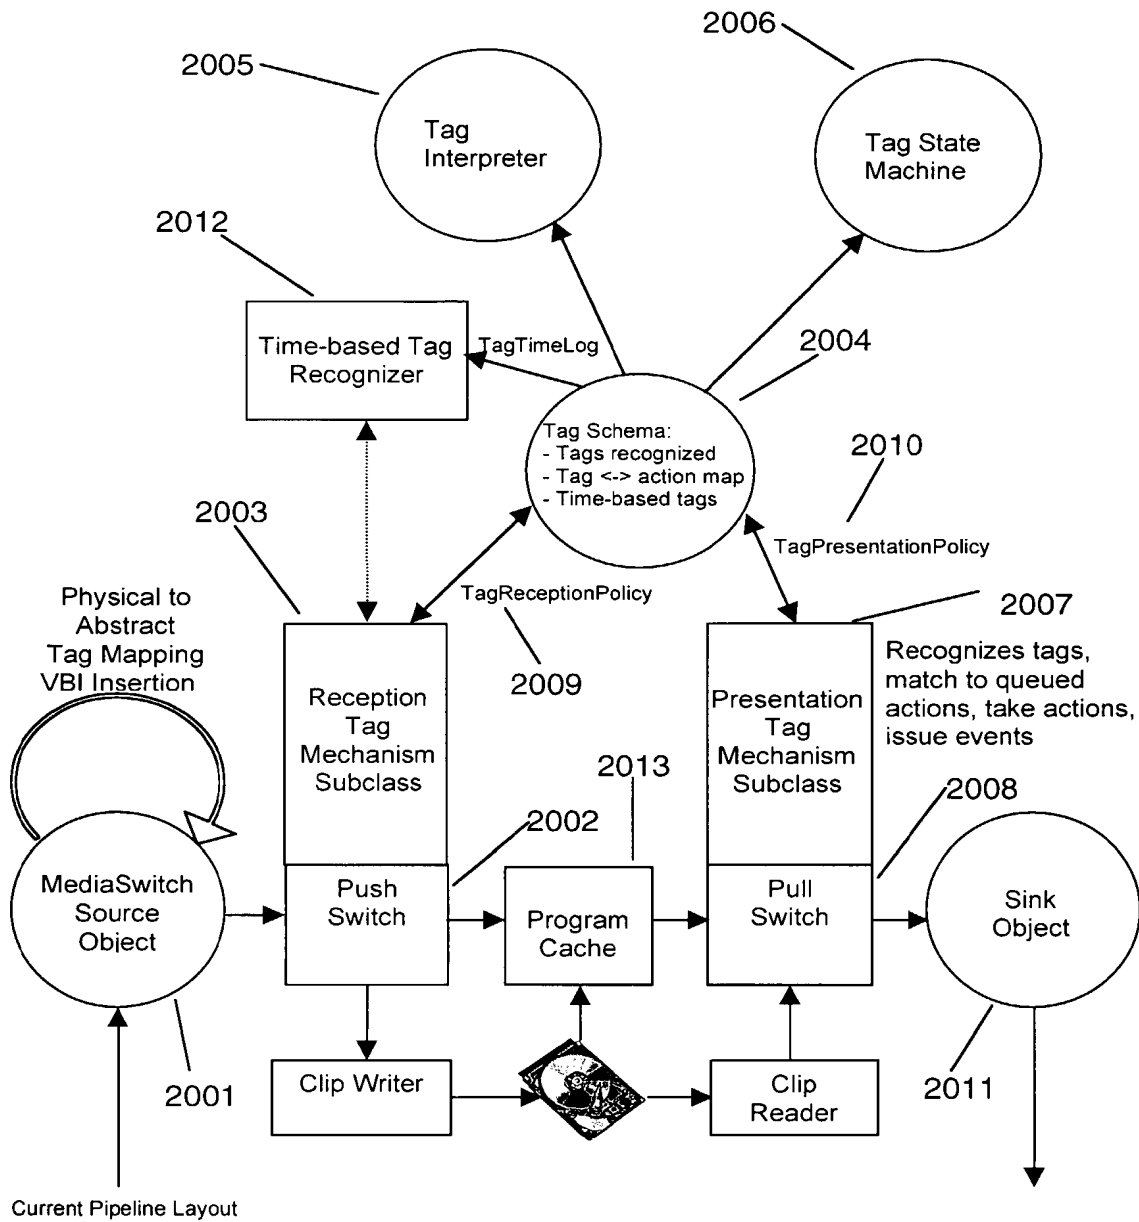 2006
2005
Tag
Interpreter
Tag State
Machine
2012
2004
Time-based Tag
Recognizer
TagTimeLog
Tag Schema:
- Tags recognized
- Tag <-> action map
- Time-based tags
2010
2003
TagPresentationPolicy
TagReceptionPolicy
Physical to
Abstract
Tag Mapping
VBI Insertion
2007
2009
Recognizes tags,
match to queued
actions, take actions,
issue events
Reception
Tag
Mechanism
Subclass
Presentation
Tag
Mechanism
Subclass
2013
2002
2008
MediaSwitch
Source
Object
Push
Switch
Program
Cache
Pull
Switch
Sink
Object
2001
Clip Writer
Clip
Reader
2011
Current Pipeline Layout